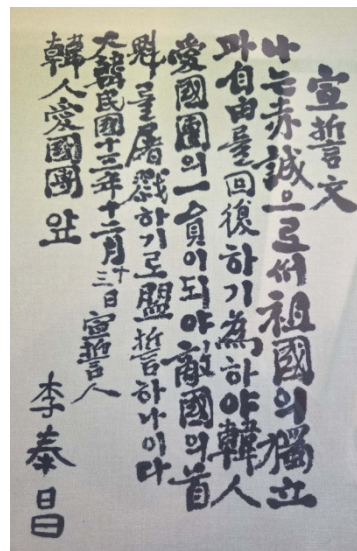 宣誓文
나는赤誠으로써祖國의獨立
과自由를回復하기爲하야韓人
愛國團의一員이되야敵國의首
魁를屠戮하기로盟誓하나이다
大韓民國十三年十二月十三日 宣誓人
韓人愛國團 앞
李奉昌